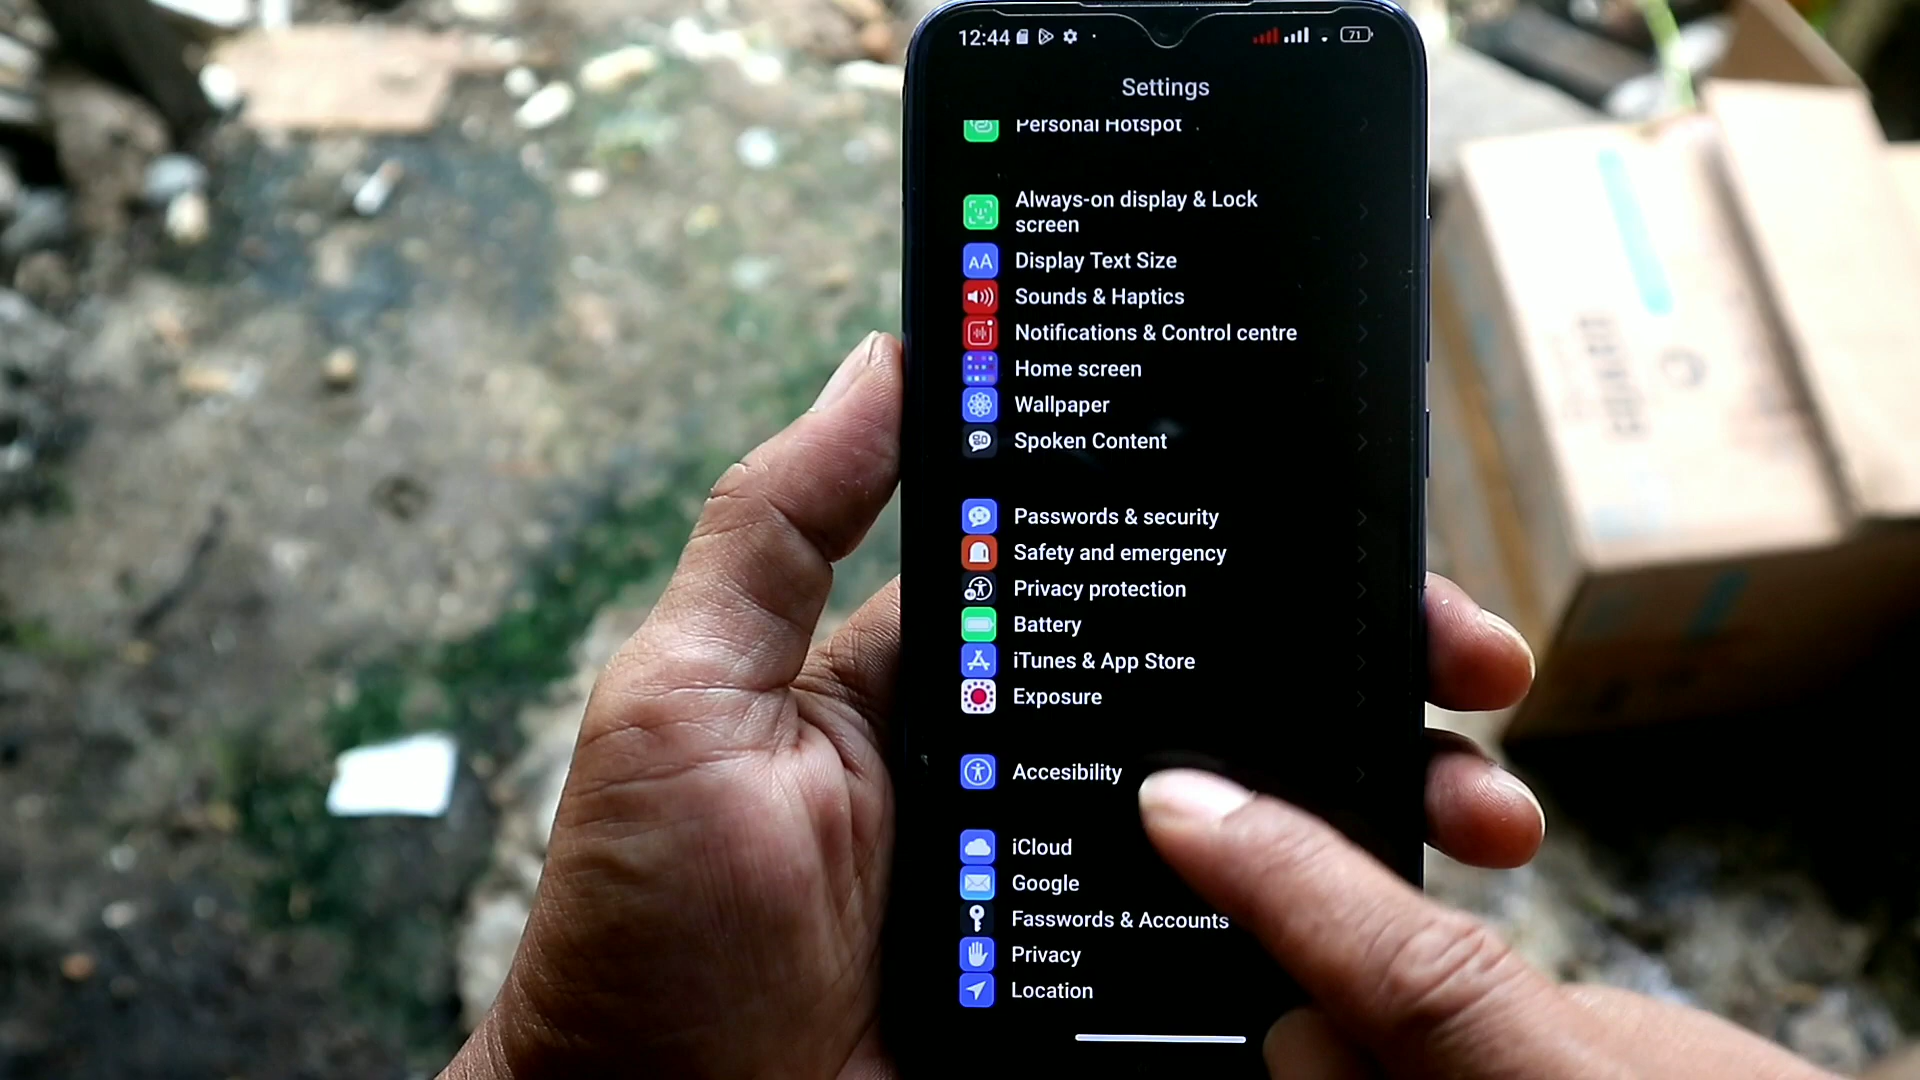 12:44
71
Settings
Personal Hotspot
Always-on display & Lock
screen
AA
Display Text Size
Sounds & Haptics
Notifications & Control centre
Home screen
Wallpaper
Spoken Content
Passwords & security
Safety and emergency
Privacy protection
Battery
iTunes & App Store
Exposure
Accesibility
iCloud
Google
Fasswords & Accounts
Privacy
Location